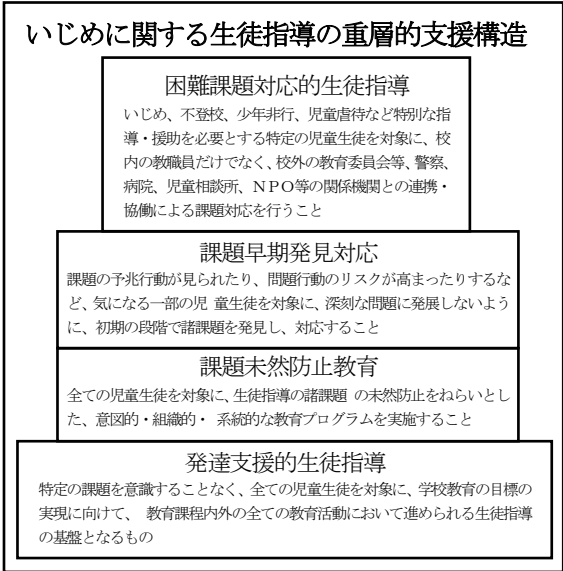 いじめに関する生徒指導の重層的支援構造
困難課題対応的生徒指導
いじめ、不登校、少年非行、児童虐待など特別な指
導・援助を必要とする特定の児童生徒を対象に、校
内の教職員だけでなく、校外の教育委員会等、警察、
病院、児童相談所、ＮＰＯ等の関係機関との連携・
協働による課題対応を行うこと
課題早期発見対応
課題の予兆行動が見られたり、問題行動のリスクが高まったりするな
ど、気になる一部の児 童生徒を対象に、深刻な問題に発展しないよう
に、初期の段階で諸課題を発見し、対応すること
課題未然防止教育
全ての児童生徒を対象に、生徒指導の諸課題 の未然防止をねらいとし
た、意図的・組織的・ 系統的な教育プログラムを実施すること
発達支援的生徒指導
特定の課題を意識することなく、全ての児童生徒を対象に、学校教育の目標の
実現に向けて、 教育課程内外の全ての教育活動において進められる生徒指導
の基盤となるもの